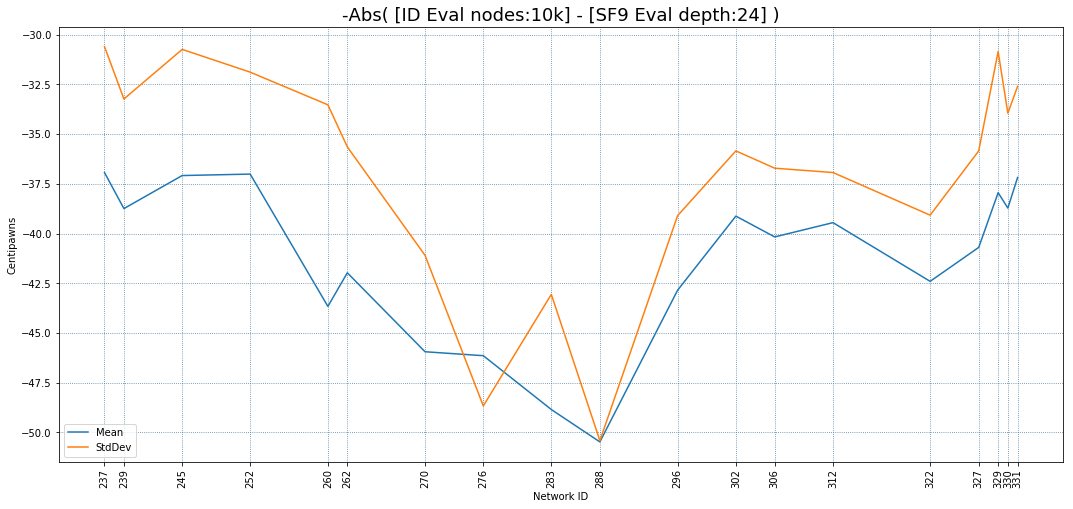 -Abs( [ID Eval nodes:10k] - [SF9 Eval depth:24] )
Centipawns
−30.0
−32.5
−35.0
−37.5
−40.0
−42.5
−45.0
−47.5
−50.0
Mean
StdDev
237 239 245 252 260 262 270 276 283 288 296 302 306 312 322 327 329 330 331
Network ID